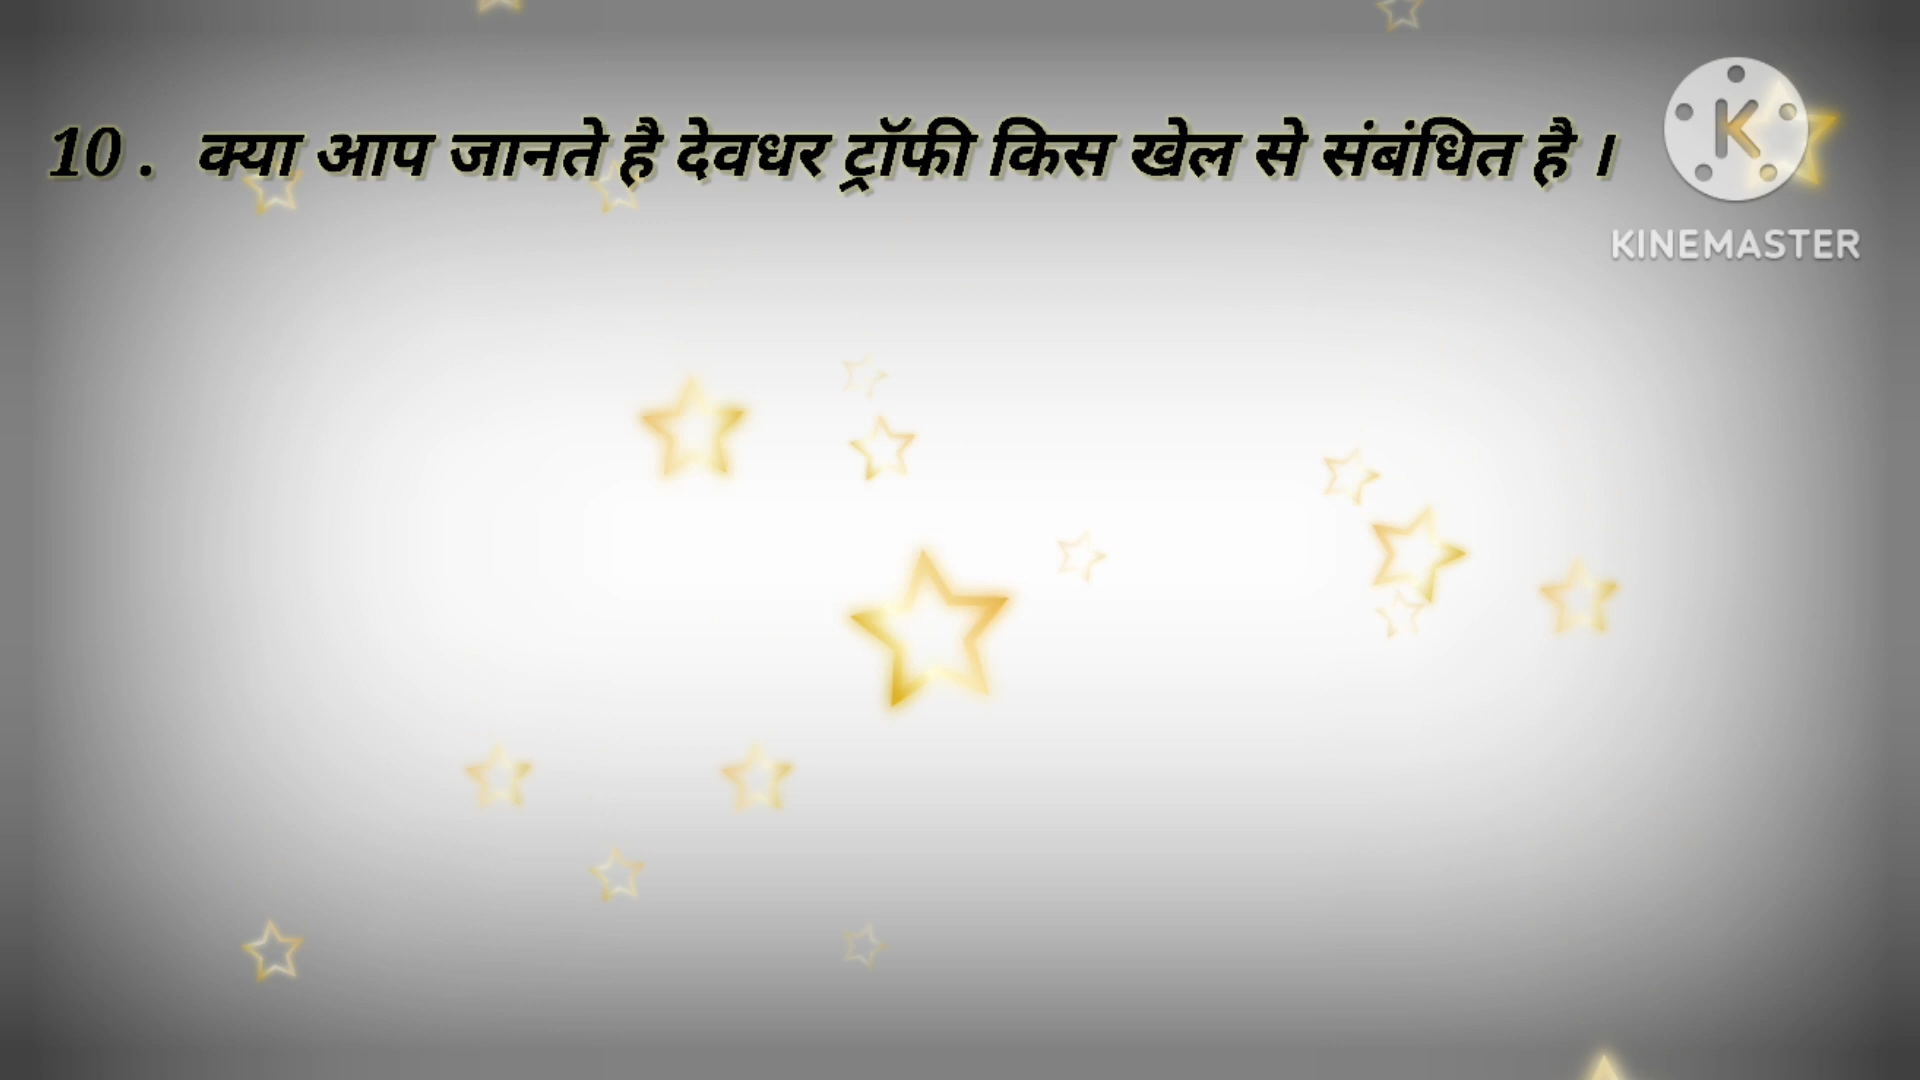 10 . क्या आप जानते है देवधर ट्रॉफी किस खेल से संबंधित है ।
KINEMASTER